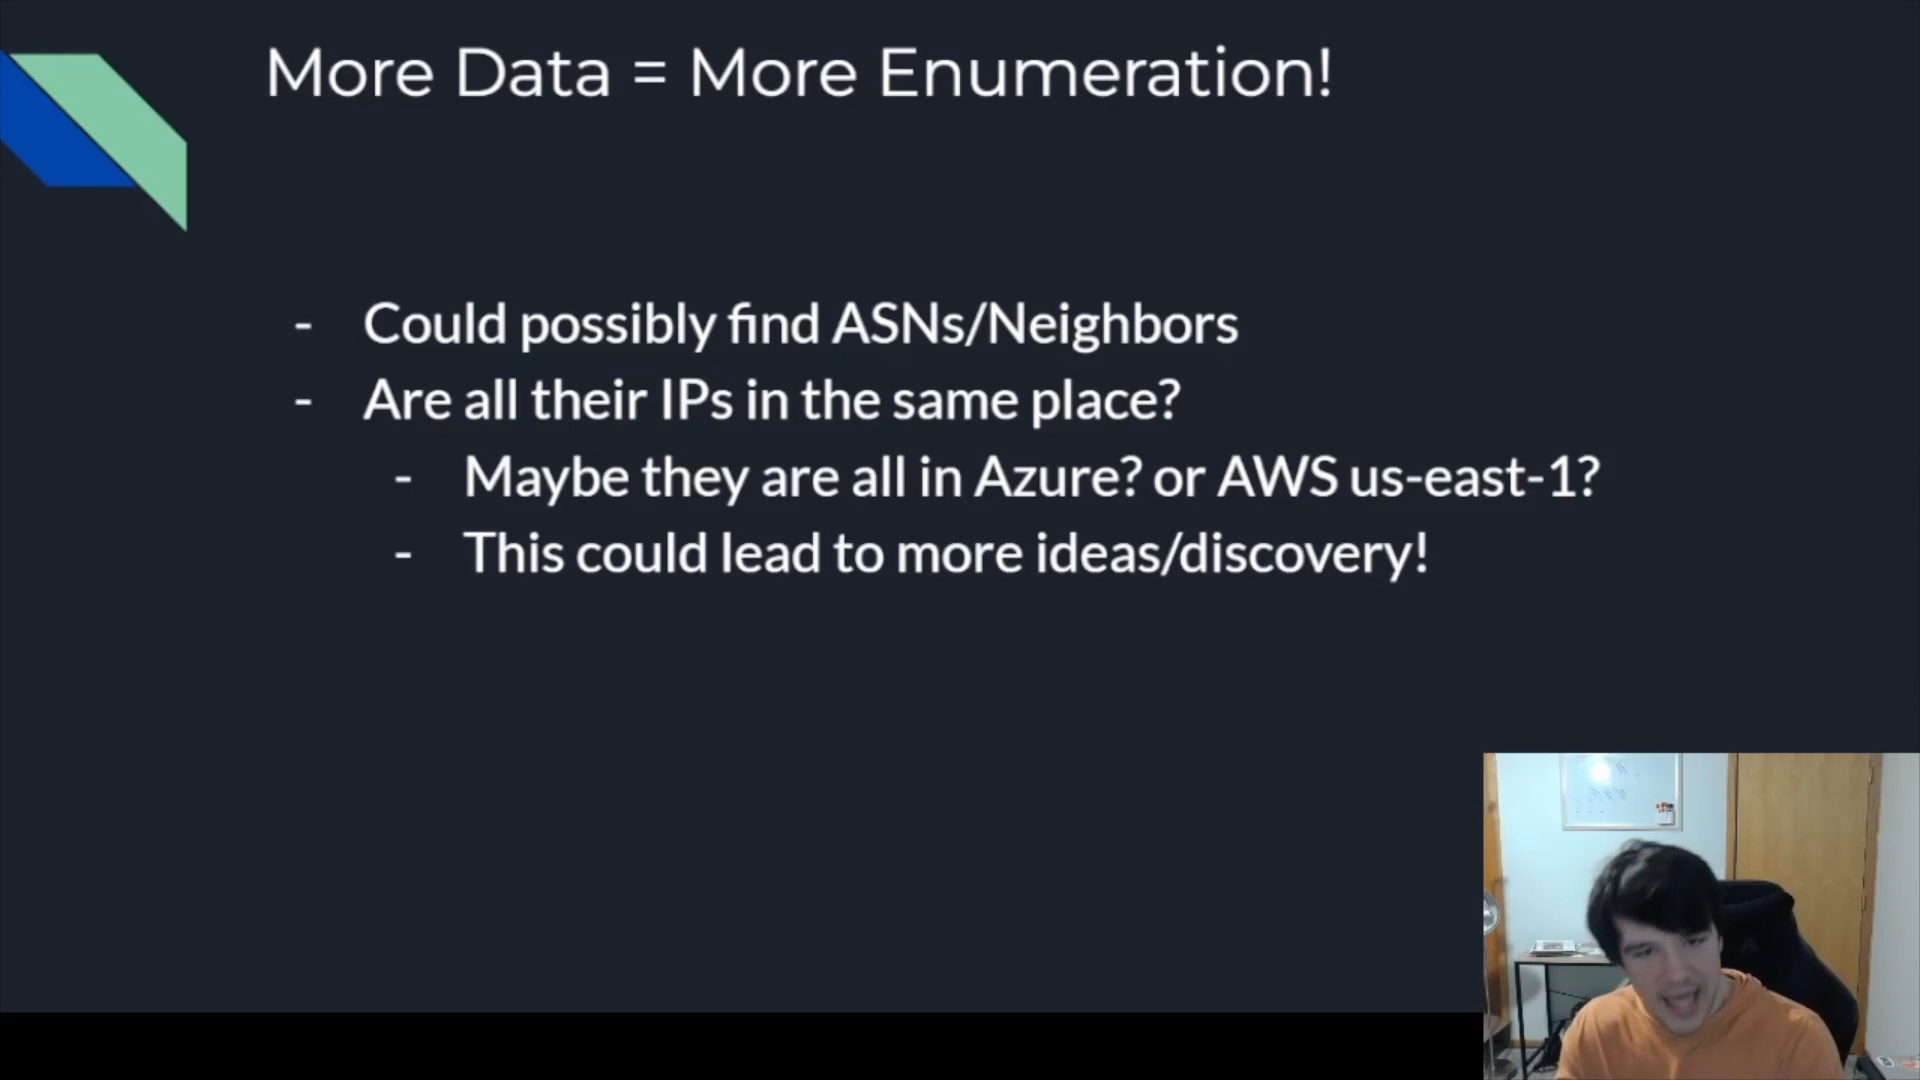 More Data = More Enumeration!
- Could possibly find ASNs/Neighbors
- Are all their IPs in the same place?
- Maybe they are all in Azure? or AWS us-east-1?
- This could lead to more ideas/discovery!